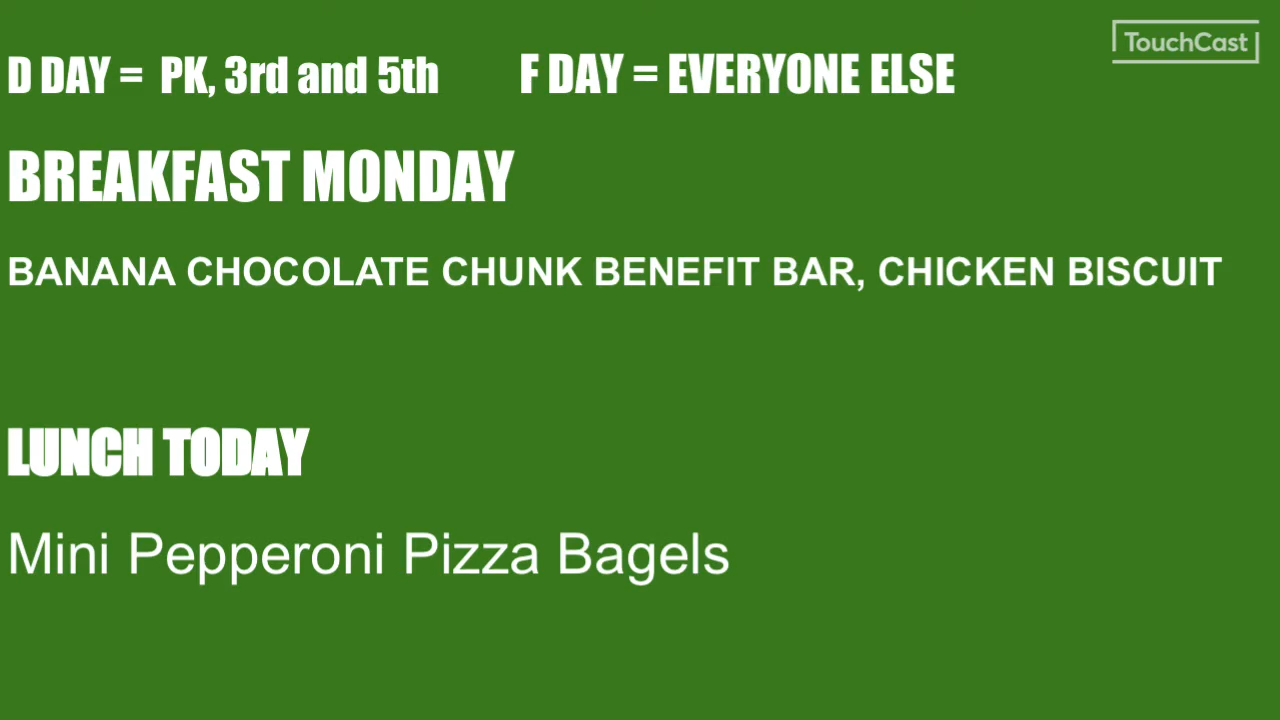 TouchCast
D DAY = PK, 3rd and 5th F DAY = EVERYONE ELSE
BREAKFAST MONDAY
BANANA CHOCOLATE CHUNK BENEFIT BAR, CHICKEN BISCUIT
LUNCH TODAY
Mini Pepperoni Pizza Bagels